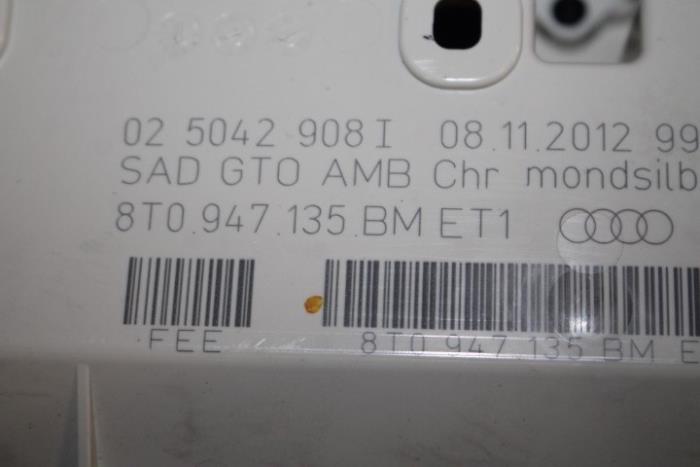 02 5042 908I 08.11.2012 99
SAD GTO AMB Chr mondsilb
8T0.947.135.BM ET1
FEE
8T0 947 135 BM E